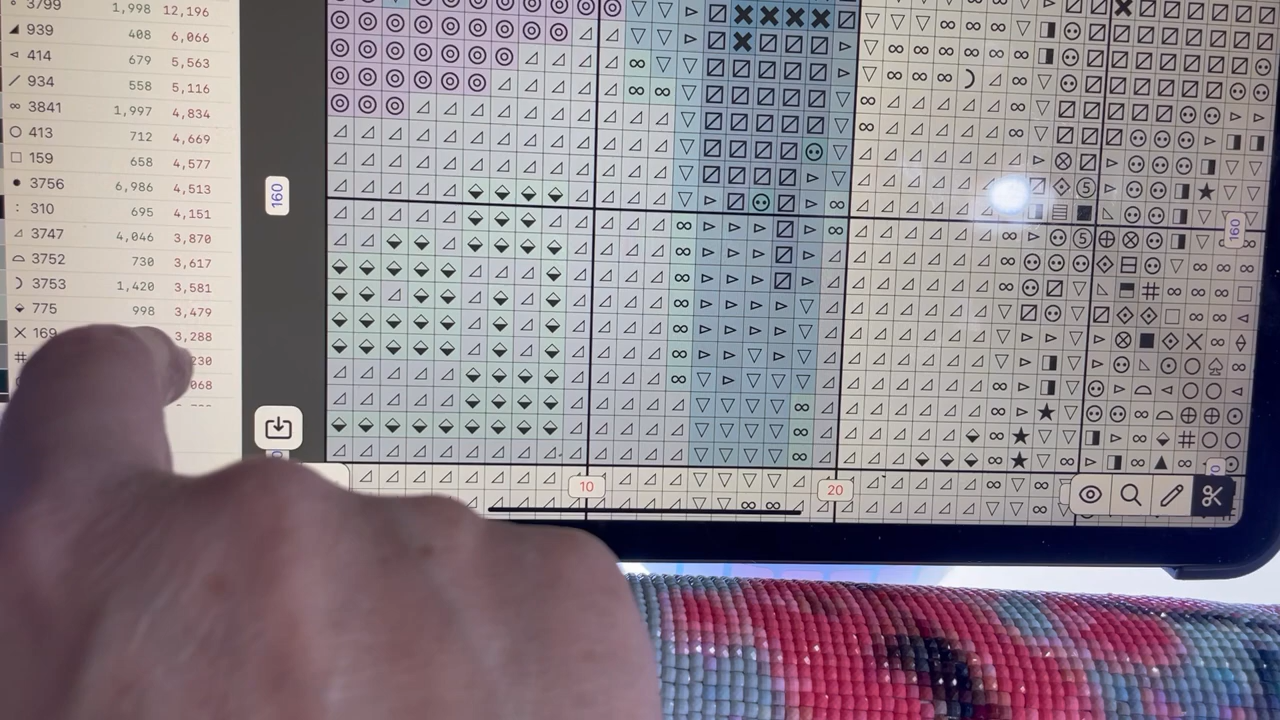 3799 1,998 12,196
939 408 6,066
414 679 5,563
934 558 5,116
3841 1,997 4,834
413 712 4,669
159 658 4,577
3756 6,986 4,513
310 695 4,151
3747 4,046 3,870
3752 730 3,617
3753 1,420 3,581
775 998 3,479
169 3,288
230
068
160
160
10
20